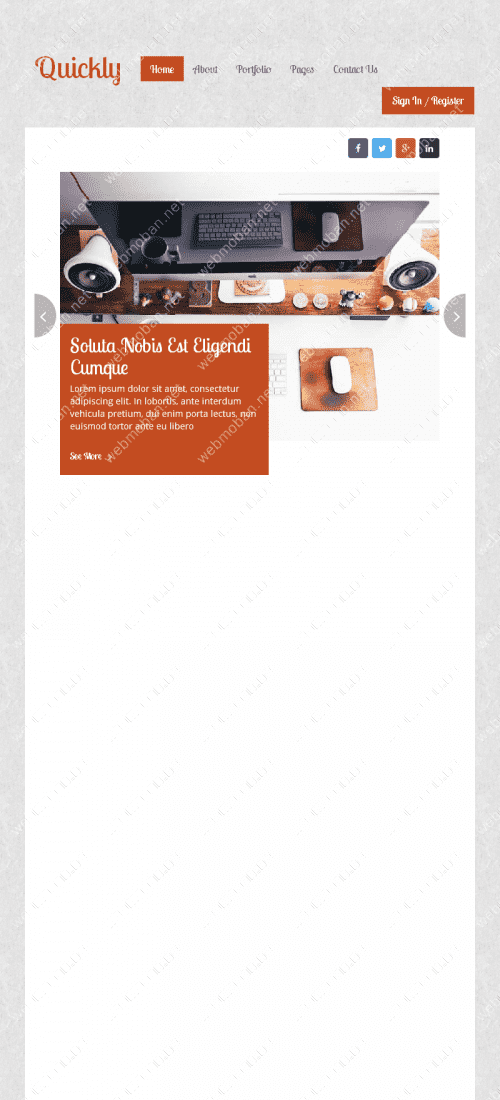 Quickly
Home About Portfolio Pages Contact Us
Sign In / Register
Soluta Nobis Est Eligendi
Cumque
Lorem ipsum dolor sit amet, consectetur
adipiscing elit. In lobortis, ante interdum
vehicula pretium, dui enim porta lectus, non
euismod tortor ante eu libero
See More
webmoban.net